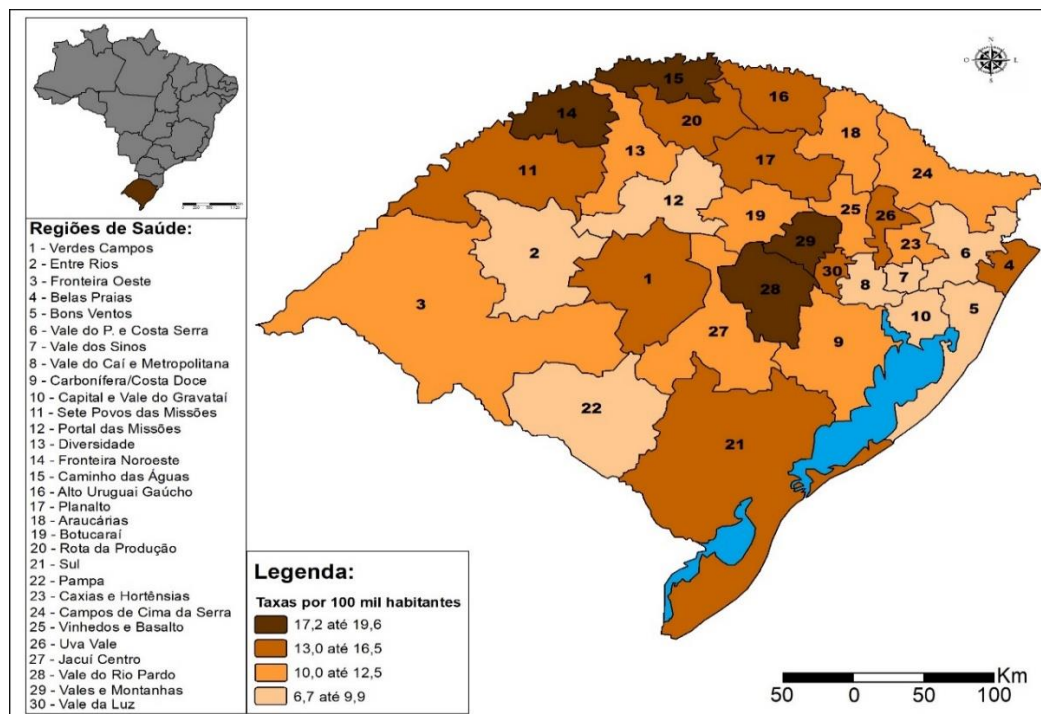 N
O
L
S
15
14
16
20
18
13
17
11
24
12
25
26
19
23
29
6
2
1
8
7
30
4
28
3
10
5
27
9
22
21
Regiões de Saúde:
1 - Verdes Campos
2 - Entre Rios
3 - Fronteira Oeste
4 - Belas Praias
5 - Bons Ventos
6 - Vale do P. e Costa Serra
7 - Vale dos Sinos
8 - Vale do Caí e Metropolitana
9 - Carbonífera/Costa Doce
10 - Capital e Vale do Gravataí
11 - Sete Povos das Missões
12 - Portal das Missões
13 - Diversidade
14 - Fronteira Noroeste
15 - Caminho das Águas
16 - Alto Uruguai Gaúcho
17 - Planalto
18 - Araucárias
19 - Botucaraí
20 - Rota da Produção
21 - Sul
22 - Pampa
23 - Caxias e Hortênsias
24 - Campos de Cima da Serra
25 - Vinhedos e Basalto
26 - Uva Vale
27 - Jacuí Centro
28 - Vale do Rio Pardo
29 - Vales e Montanhas
30 - Vale da Luz
Legenda:
Taxas por 100 mil habitantes
17,2 até 19,6
13,0 até 16,5
10,0 até 12,5
6,7 até 9,9
Km
50 0 50 100